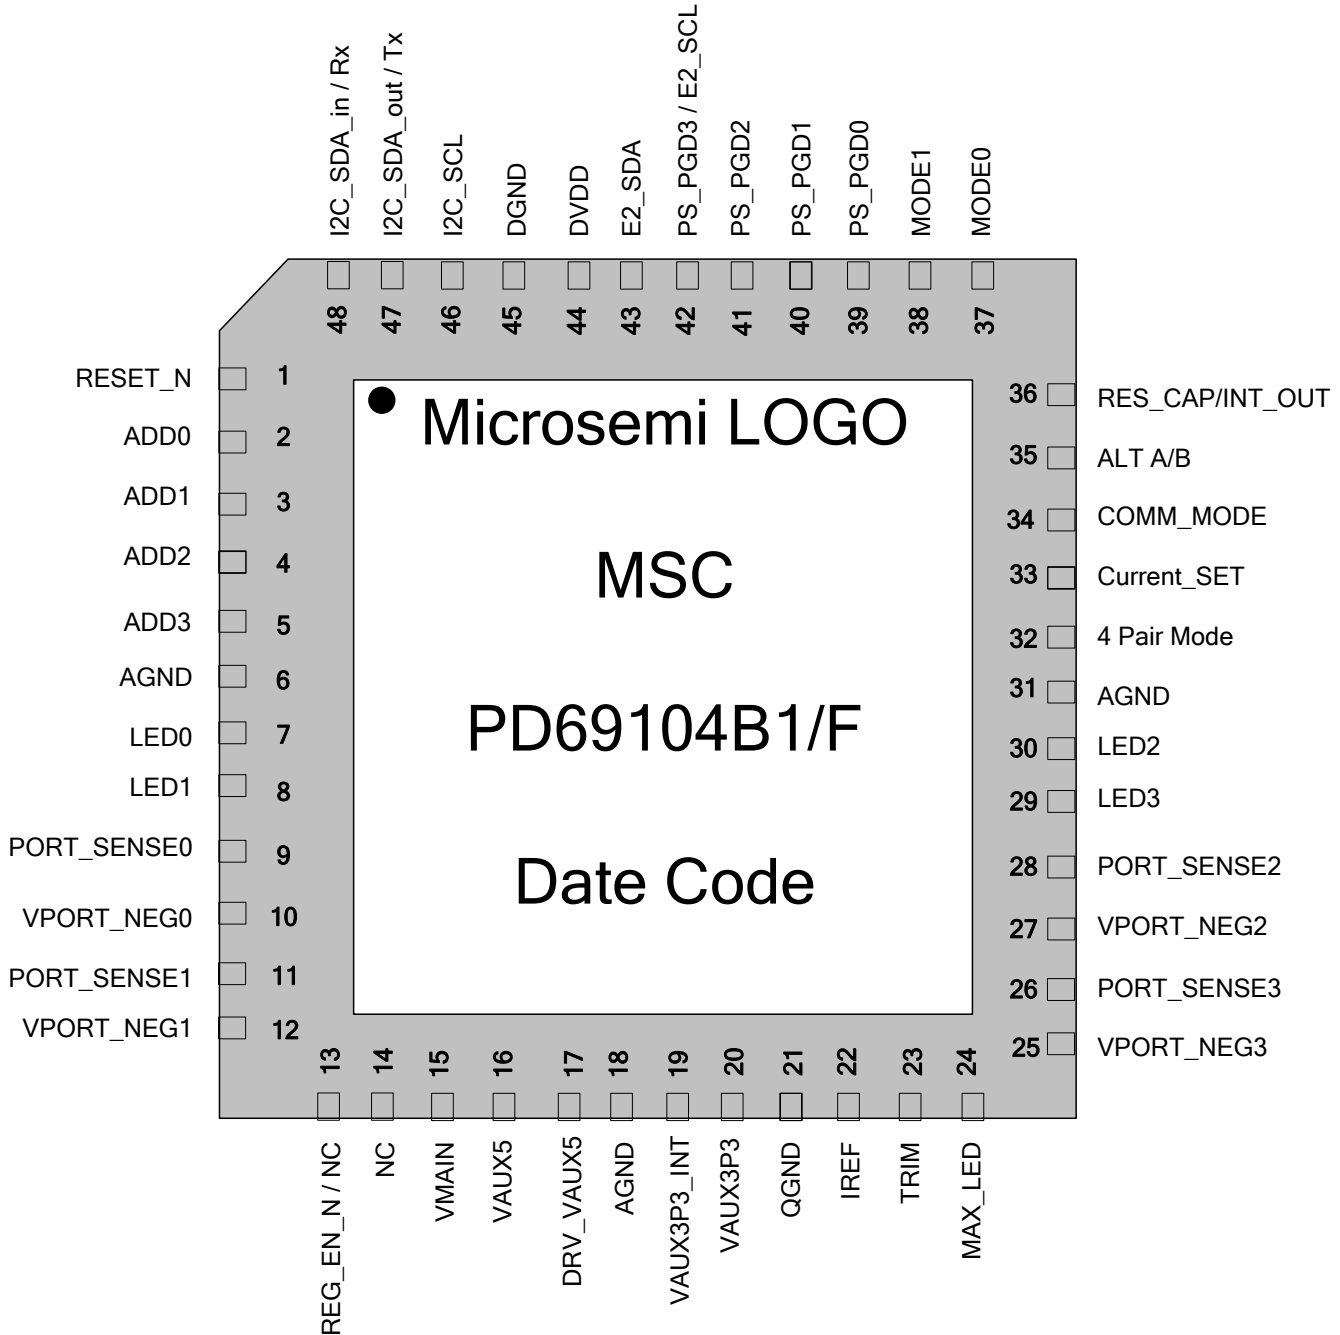 I2C_SDA_in / Rx
I2C_SDA_out / Tx
I2C_SCL
DGND
DVDD
E2_SDA
PS_PGD3 / E2_SCL
PS_PGD2
PS_PGD1
PS_PGD0
MODE1
MODE0
48
47
46
45
44
43
42
41
40
39
38
37
RESET_N 1
ADD0 2
ADD1 3
ADD2 4
ADD3 5
AGND 6
LED0 7
LED1 8
PORT_SENSE0 9
VPORT_NEG0 10
PORT_SENSE1 11
VPORT_NEG1 12
Microsemi LOGO
MSC
PD69104B1/F
Date Code
36 RES_CAP/INT_OUT
35 ALT A/B
34 COMM_MODE
33 Current_SET
32 4 Pair Mode
31 AGND
30 LED2
29 LED3
28 PORT_SENSE2
27 VPORT_NEG2
26 PORT_SENSE3
25 VPORT_NEG3
13
14
15
16
17
18
19
20
21
22
23
24
REG_EN_N / NC
NC
VMAIN
VAUX5
DRV_VAUX5
AGND
VAUX3P3_INT
VAUX3P3
QGND
IREF
TRIM
MAX_LED